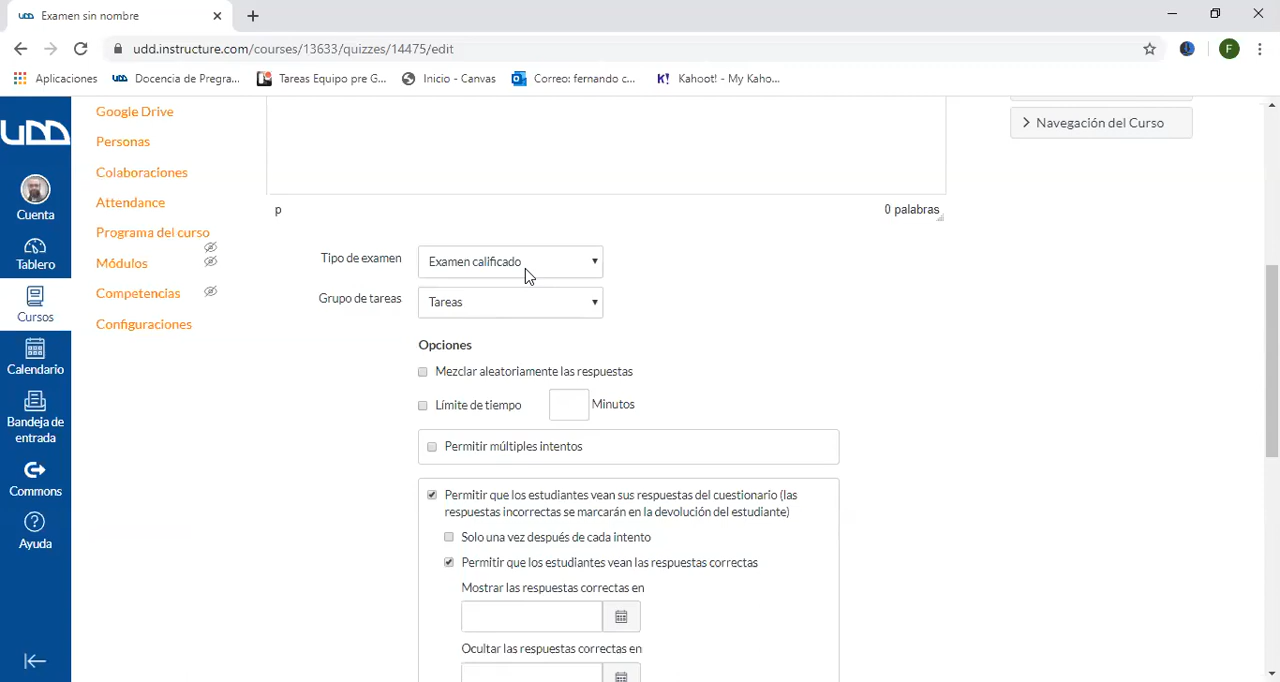 Examen sin nombre
udd.instructure.com/courses/13633/quizzes/14475/edit
F
Aplicaciones
Docencia de Pregra...
Tareas Equipo pre G...
Inicio - Canvas
Correo: fernando c...
K! Kahoot! - My Kaho...
UDD
Cuenta
Tablero
Cursos
Calendario
Bandeja de
entrada
Commons
Ayuda
Google Drive
Personas
Colaboraciones
Attendance
Programa del curso
Módulos
Competencias
Configuraciones
p
0 palabras
Navegación del Curso
Tipo de examen
Examen calificado
Grupo de tareas
Tareas
Opciones
Mezclar aleatoriamente las respuestas
Límite de tiempo
Minutos
Permitir múltiples intentos
Permitir que los estudiantes vean sus respuestas del cuestionario (las
respuestas incorrectas se marcarán en la devolución del estudiante)
Solo una vez después de cada intento
Permitir que los estudiantes vean las respuestas correctas
Mostrar las respuestas correctas en
Ocultar las respuestas correctas en